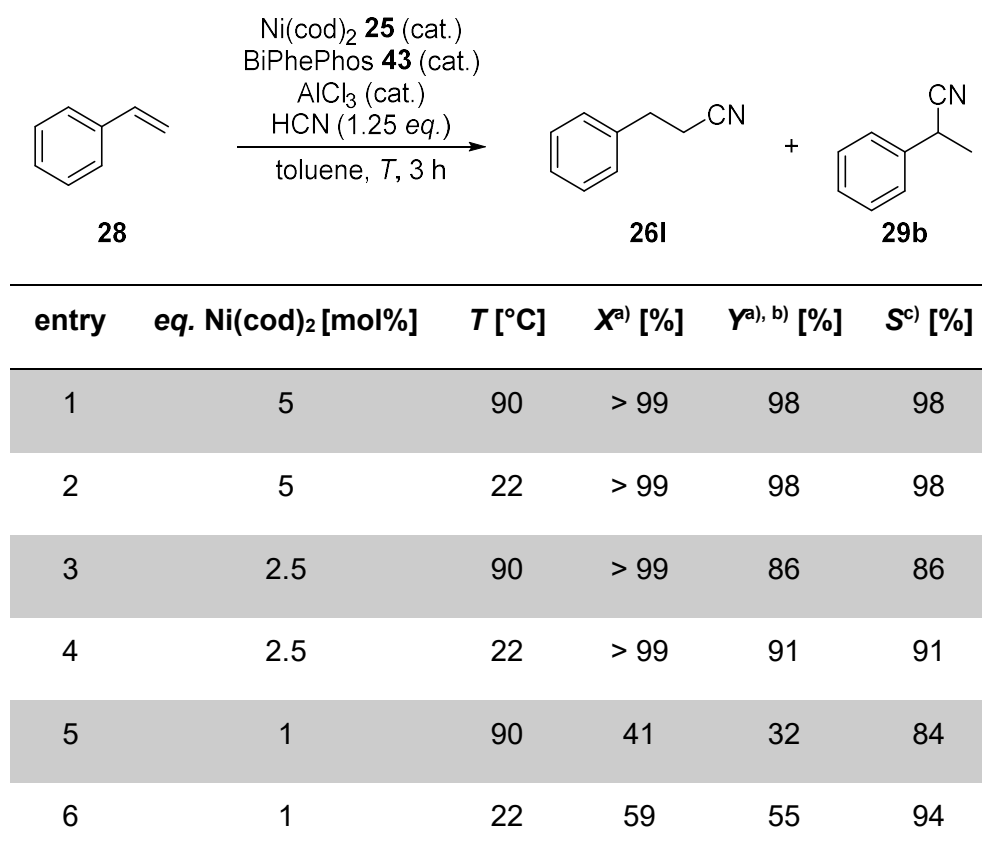 Ni(cod)₂ 25 (cat.)
BiPhePhos 43 (cat.)
AlCl₃ (cat.)
HCN (1.25 eq.)
toluene, T, 3 h
CN
+
CN
28
26l
29b
entry eq. Ni(cod)₂ [mol%] T [°C] Xᵃ⁾ [%] Yᵃ⁾, ᵇ⁾ [%] Sᶜ⁾ [%]
1 5 90 > 99 98 98
2 5 22 > 99 98 98
3 2.5 90 > 99 86 86
4 2.5 22 > 99 91 91
5 1 90 41 32 84
6 1 22 59 55 94